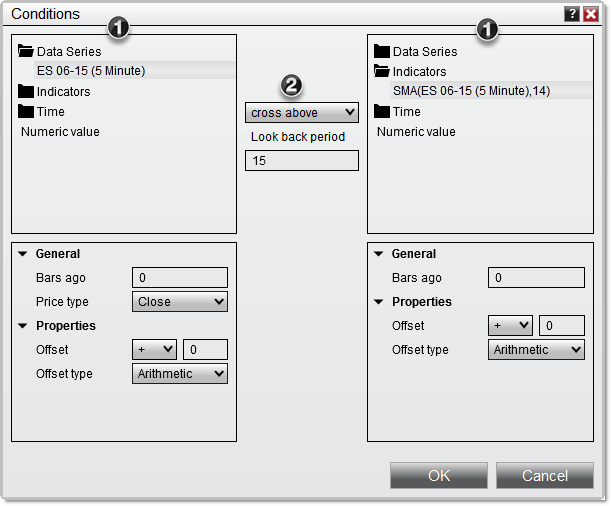 Conditions
?
1
1
Data Series
ES 06-15 (5 Minute)
Indicators
Time
Numeric value
2
cross above
Look back period
15
Data Series
Indicators
SMA(ES 06-15 (5 Minute),14)
Time
Numeric value
General
Bars ago 0
Price type Close
Properties
Offset + 0
Offset type Arithmetic
General
Bars ago 0
Properties
Offset + 0
Offset type Arithmetic
OK
Cancel